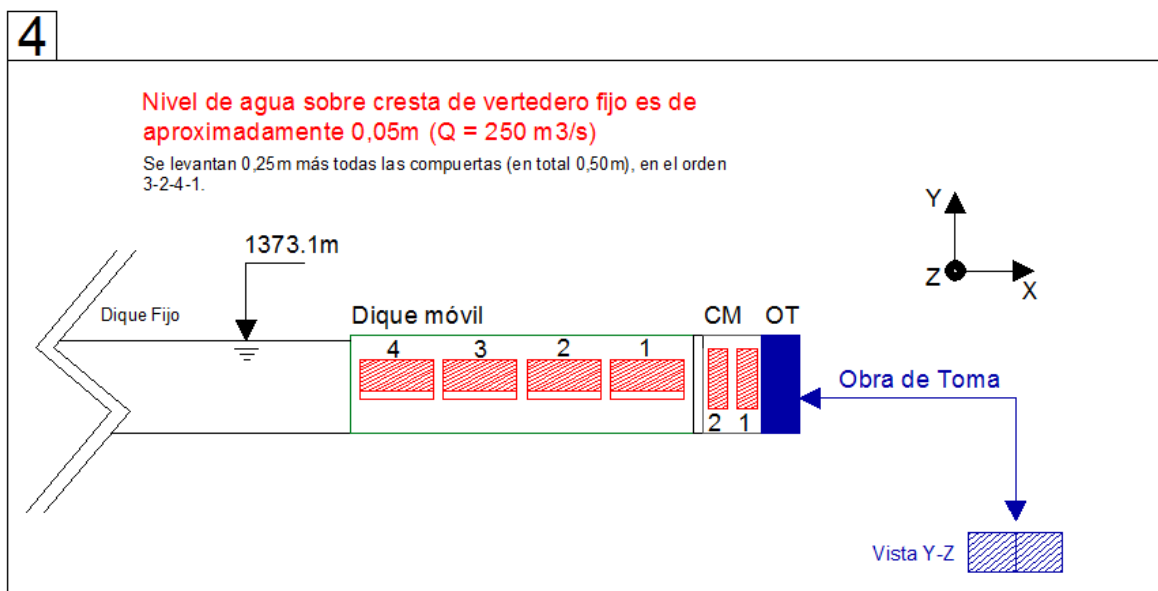 4
Nivel de agua sobre cresta de vertedero fijo es de
aproximadamente 0,05m (Q = 250 m3/s)
Se levantan 0,25m más todas las compuertas (en total 0,50m), en el orden
3-2-4-1.
Y
Z
X
1373.1m
Dique Fijo
Dique móvil
CM
OT
4
3
2
1
2
1
Obra de Toma
Vista Y-Z